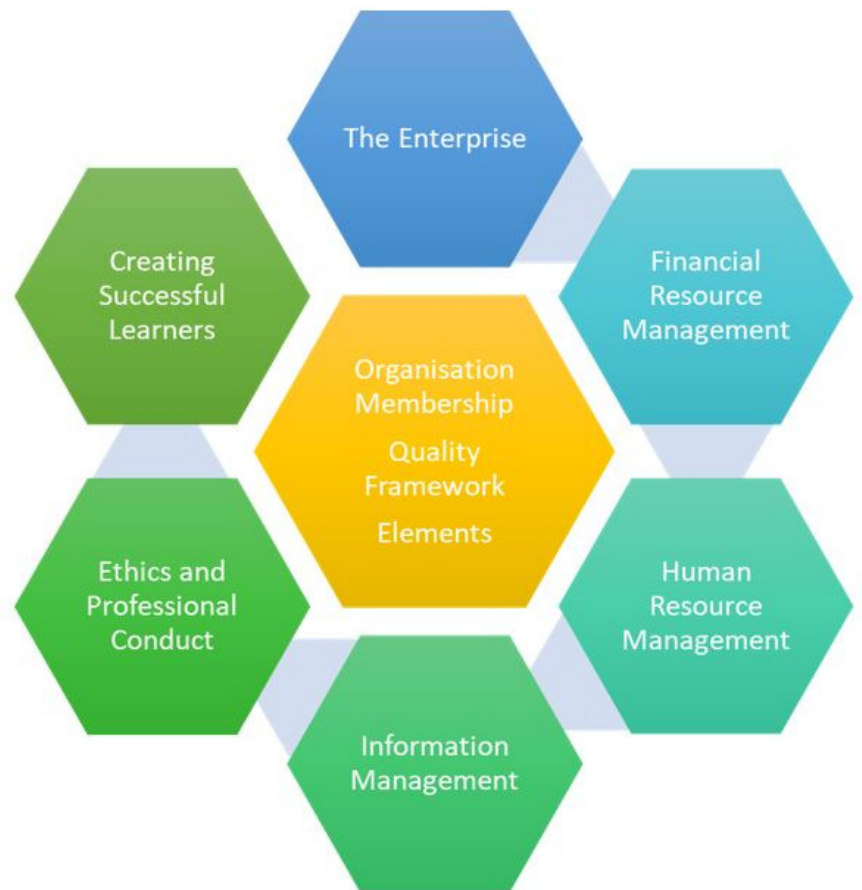 The Enterprise
Financial
Resource
Management
Human
Resource
Management
Information
Management
Ethics and
Professional
Conduct
Creating
Successful
Learners
Organisation
Membership
Quality
Framework
Elements